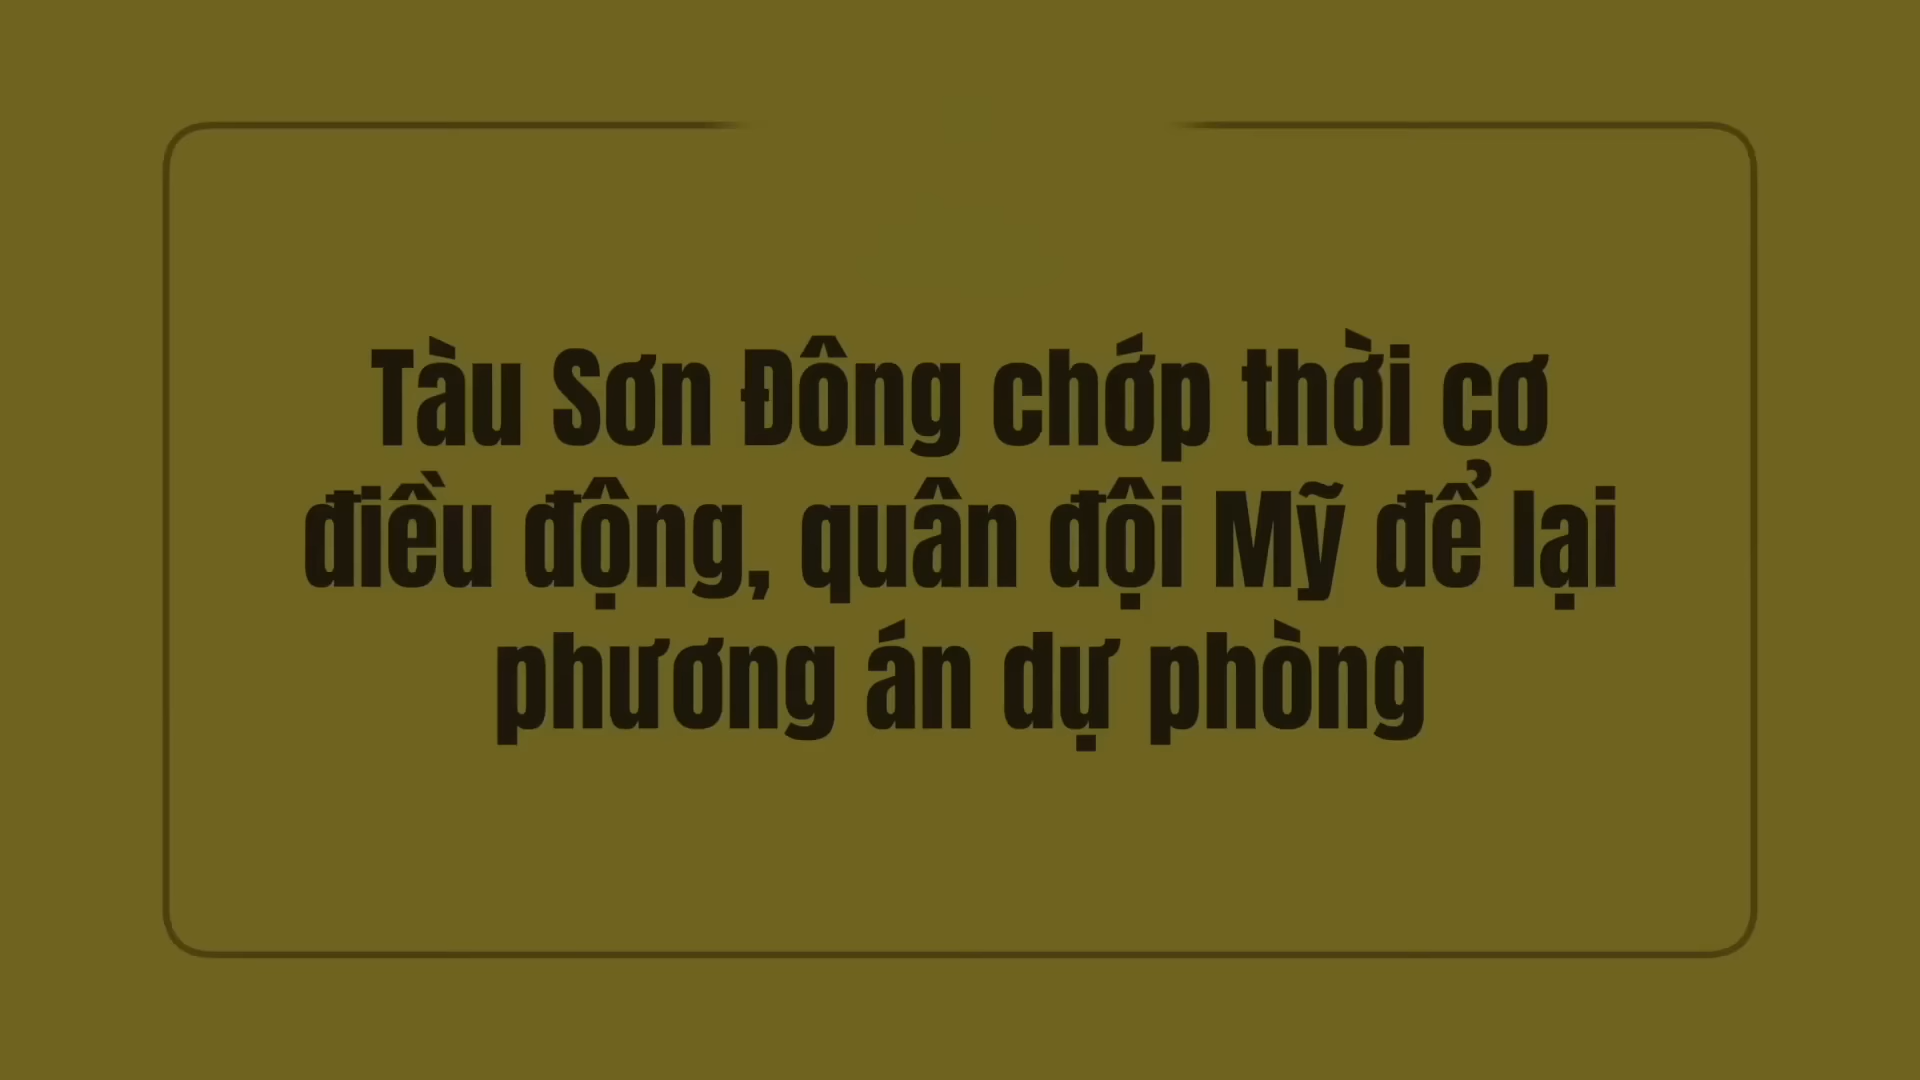 Tàu Sơn Đông chớp thời cơ
điều động, quân đội Mỹ để lại
phương án dự phòng